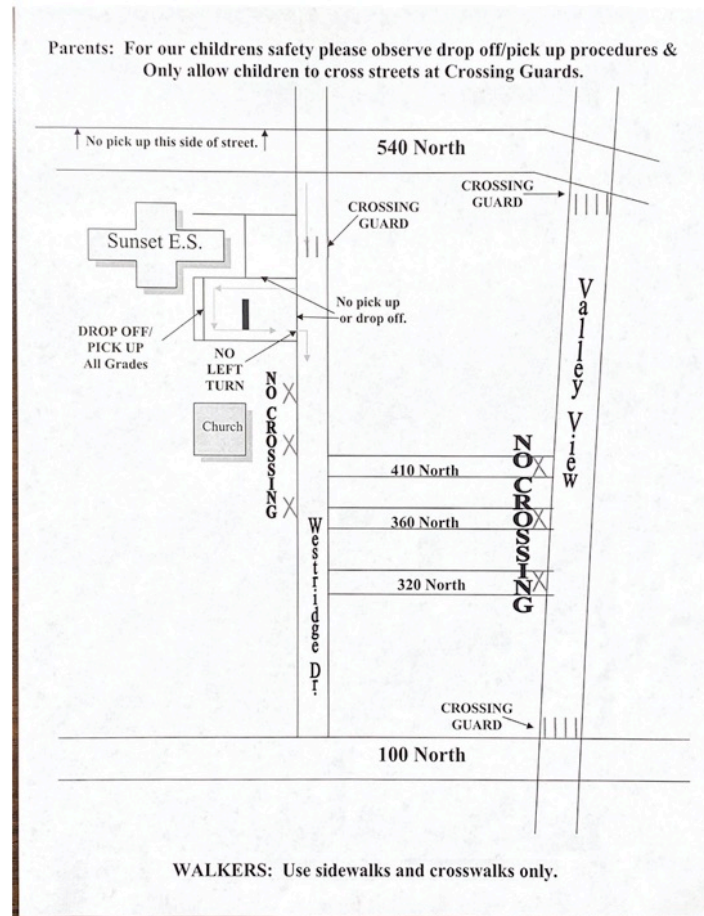 Parents: For our childrens safety please observe drop off/pick up procedures &
Only allow children to cross streets at Crossing Guards.
No pick up this side of street.
540 North
CROSSING
GUARD
CROSSING
GUARD
Sunset E.S.
No pick up
or drop off.
DROP OFF/
PICK UP
All Grades
NO
LEFT
TURN
Valley View
NO CROSSING
Church
NO CROSSING
410 North
360 North
320 North
Westridge Dr.
CROSSING
GUARD
100 North
WALKERS: Use sidewalks and crosswalks only.